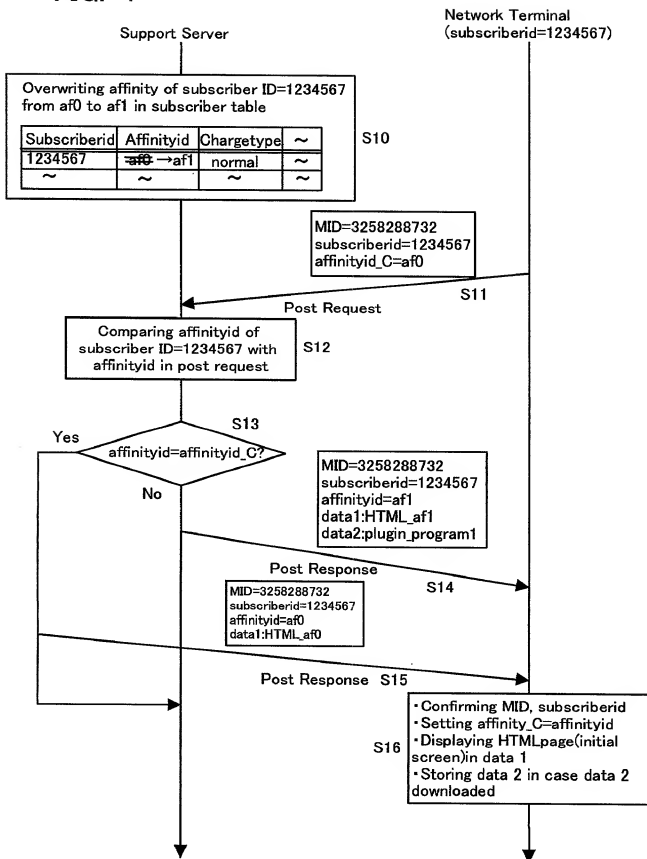 Support Server
Network Terminal
(subscriberid=1234567)
Overwriting affinity of subscriber ID=1234567
from af0 to af1 in subscriber table
Subscriberid Affinityid Chargetype ~
1234567 af0 →af1 normal ~
~ ~ ~ ~
S10
MID=3258288732
subscriberid=1234567
affinityid_C=af0
S11
Post Request
Comparing affinityid of
subscriber ID=1234567 with
affinityid in post request
S12
S13
Yes
affinityid=affinityid_C?
No
MID=3258288732
subscriberid=1234567
affinityid=af1
data1:HTML_af1
data2:plugin_program1
Post Response
S14
MID=3258288732
subscriberid=1234567
affinityid=af0
data1:HTML_af0
Post Response S15
S16
・Confirming MID, subscriberid
・Setting affinity_C=affinityid
・Displaying HTMLpage(initial
screen)in data 1
・Storing data 2 in case data 2
downloaded